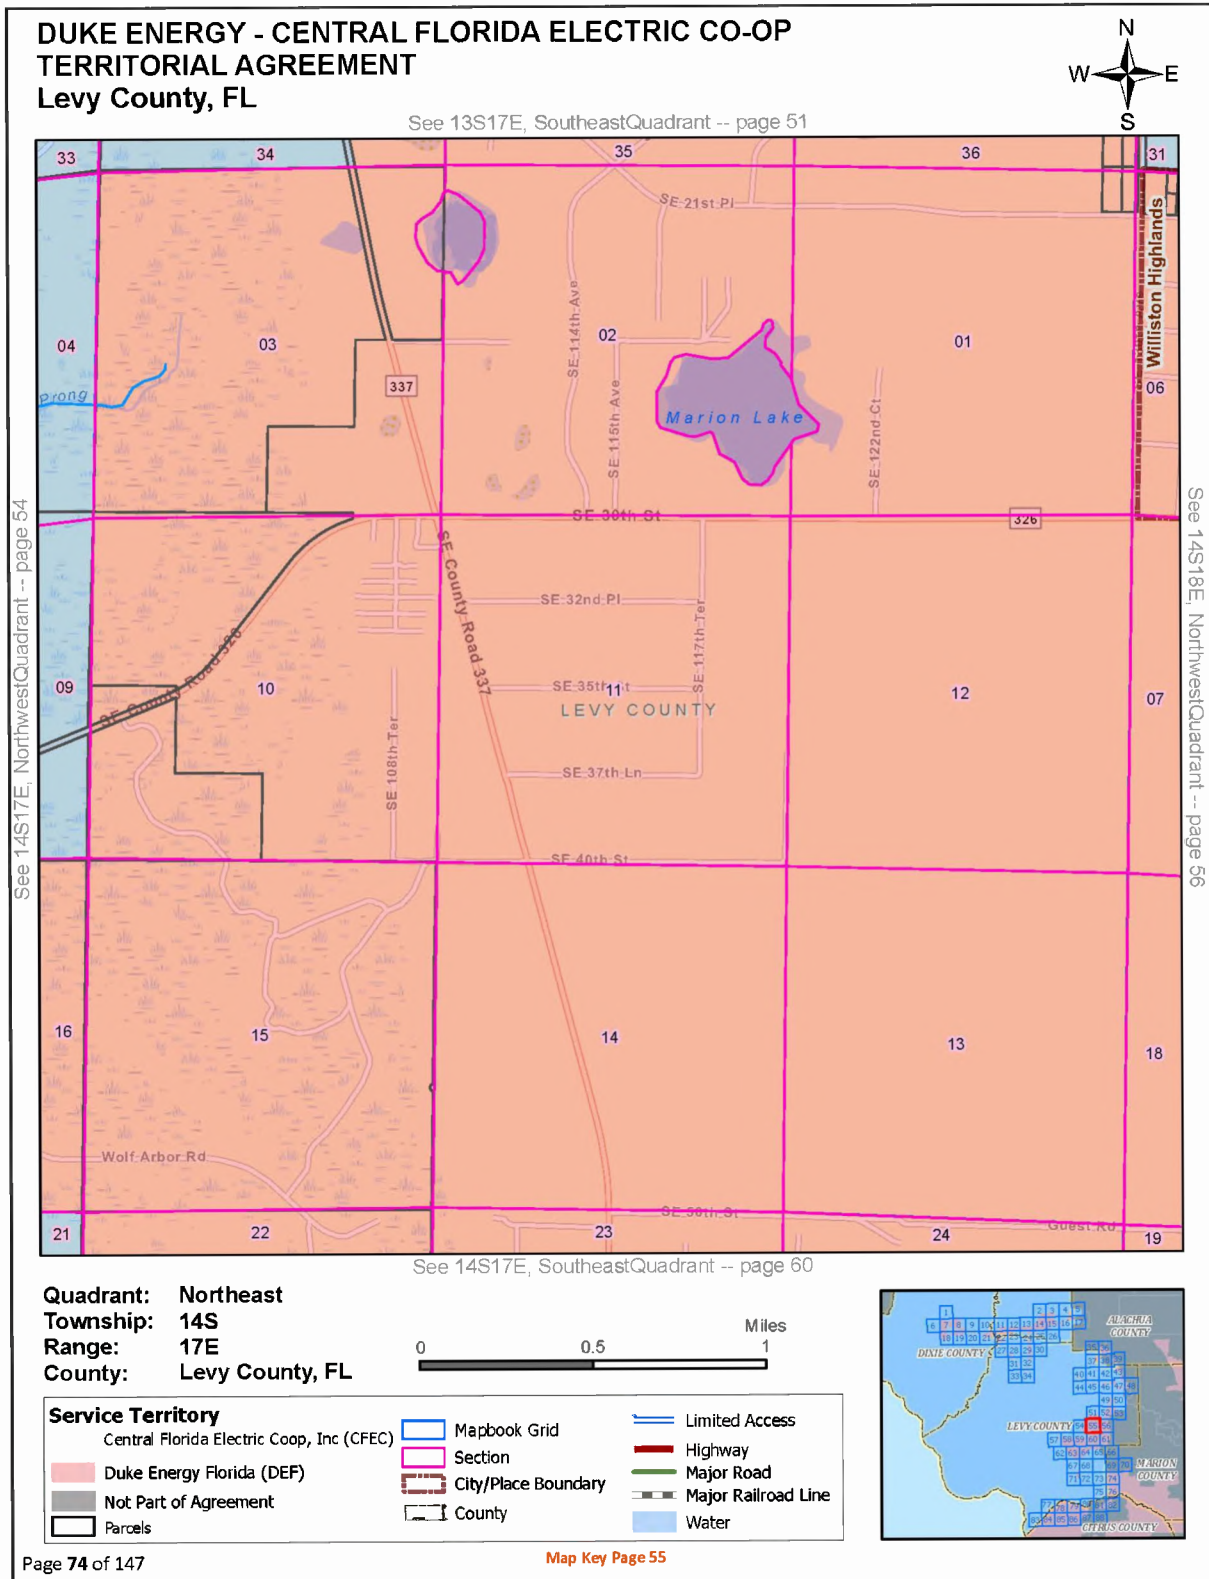 DUKE ENERGY - CENTRAL FLORIDA ELECTRIC CO-OP
TERRITORIAL AGREEMENT
Levy County, FL
N
W E
S
See 13S17E, SoutheastQuadrant -- page 51
33 34 35 36 31
SE 21st Pl
Williston Highlands
SE 114th Ave
04 03 02 01
337
06
Prong
SE 115th Ave
Marion Lake
SE 122nd Ct
See 14S17E, NorthwestQuadrant -- page 54
See 14S18E, NorthwestQuadrant -- page 56
SE 30th St
326
SE County Road 337
SE 32nd Pl
SE 117th Ter
SE County Road 326
09 10 11 12 07
SE 35th St
LEVY COUNTY
SE 108th Ter
SE 37th Ln
SE 40th St
16 15 14 13 18
Wolf Arbor Rd
SE 50th St
Guest Rd
21 22 23 24 19
See 14S17E, SoutheastQuadrant -- page 60
Quadrant: Northeast
Township: 14S
Range: 17E
County: Levy County, FL
Miles
0 0.5 1
Service Territory
Central Florida Electric Coop, Inc (CFEC)
Duke Energy Florida (DEF)
Not Part of Agreement
Parcels
Mapbook Grid
Section
City/Place Boundary
County
Limited Access
Highway
Major Road
Major Railroad Line
Water
ALACHUA
COUNTY
DIXIE COUNTY
LEVY COUNTY
MARION
COUNTY
CITRUS COUNTY
Page 74 of 147
Map Key Page 55